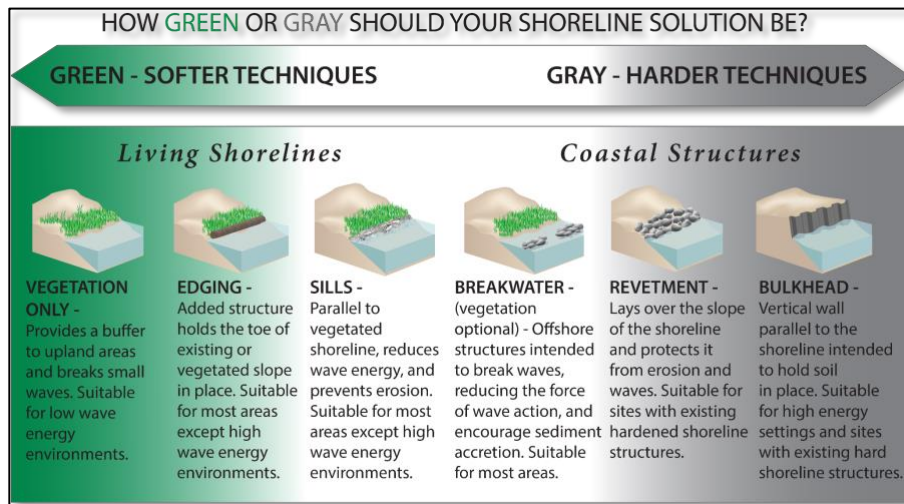 HOW GREEN OR GRAY SHOULD YOUR SHORELINE SOLUTION BE?
GREEN - SOFTER TECHNIQUES
GRAY - HARDER TECHNIQUES
Living Shorelines
Coastal Structures
VEGETATION
ONLY -
Provides a buffer
to upland areas
and breaks small
waves. Suitable
for low wave
energy
environments.
EDGING -
Added structure
holds the toe of
existing or
vegetated slope
in place. Suitable
for most areas
except high
wave energy
environments.
SILLS -
Parallel to
vegetated
shoreline, reduces
wave energy, and
prevents erosion.
Suitable for most
areas except high
wave energy
environments.
BREAKWATER -
(vegetation
optional) - Offshore
structures intended
to break waves,
reducing the force
of wave action, and
encourage sediment
accretion. Suitable
for most areas.
REVETMENT -
Lays over the slope
of the shoreline
and protects it
from erosion and
waves. Suitable for
sites with existing
hardened shoreline
structures.
BULKHEAD -
Vertical wall
parallel to the
shoreline intended
to hold soil
in place. Suitable
for high energy
settings and sites
with existing hard
shoreline structures.